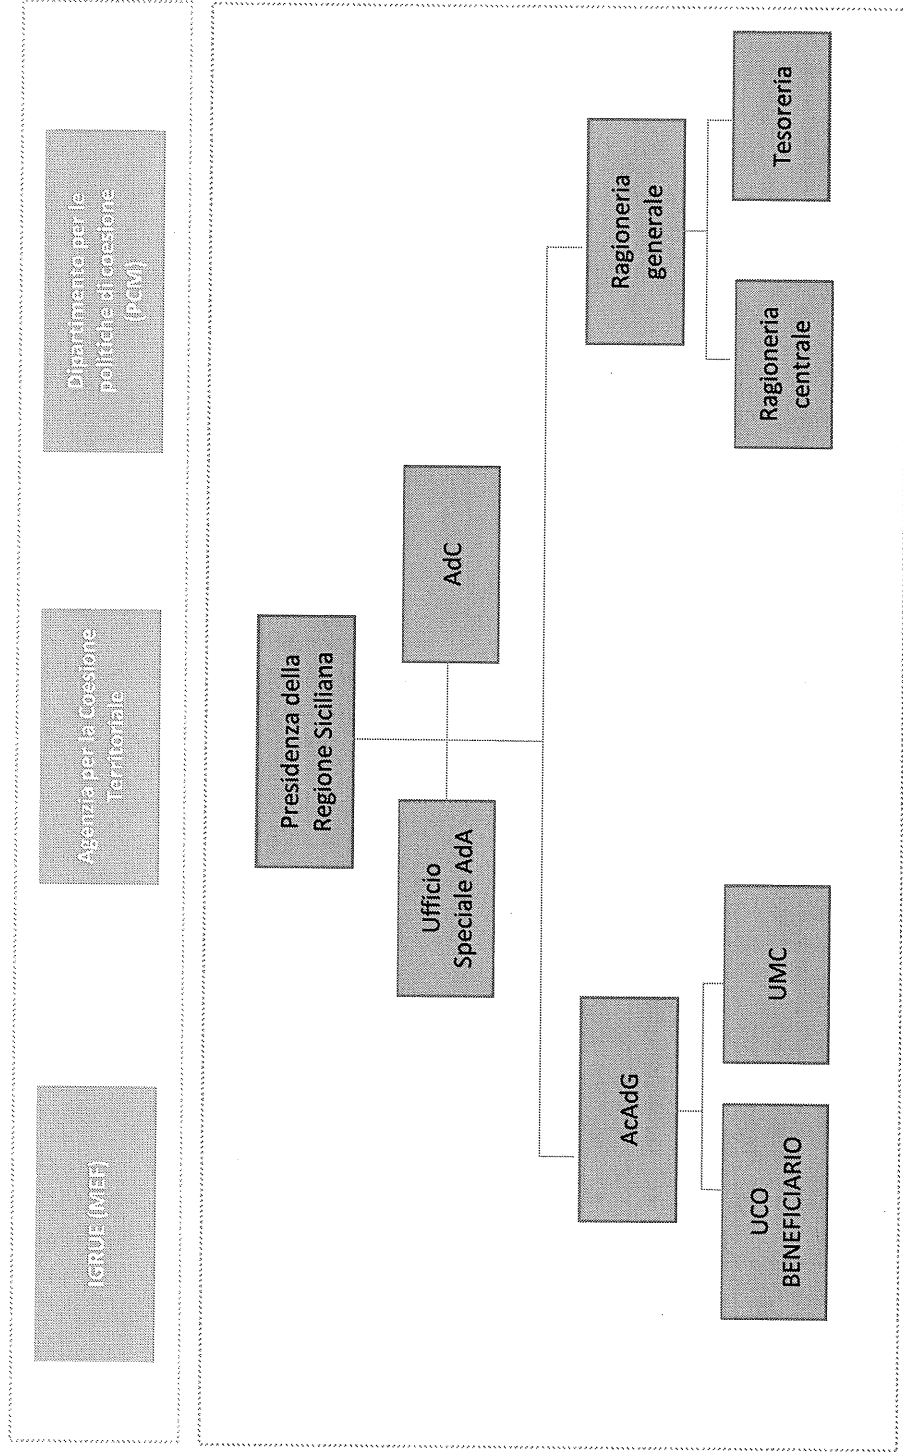 IGRUE (MEF)
Agenzia per la Coesione
Territoriale
Dipartimento per le
politiche di coesione
(PCM)
Presidenza della
Regione Siciliana
Ufficio
Speciale AdA
AdC
AcAdG
Ragioneria
generale
UCO
BENEFICIARIO
UMC
Ragioneria
centrale
Tesoreria